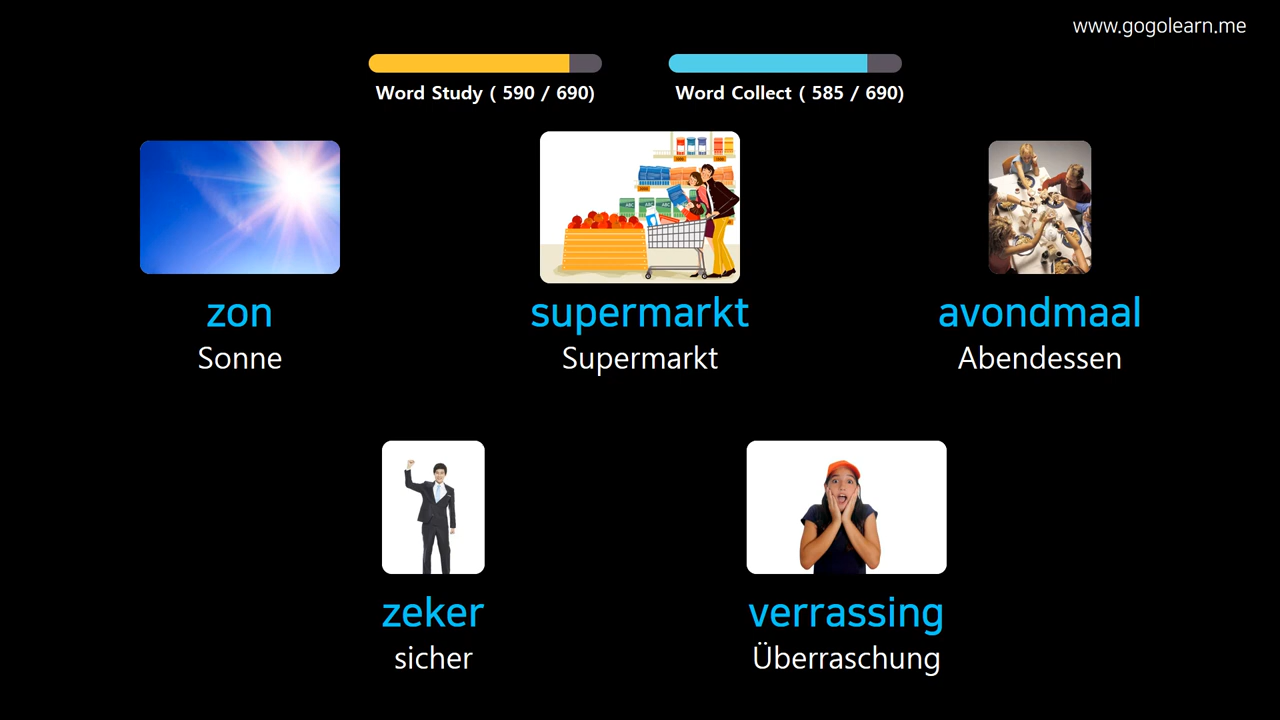 www.gogolearn.me
Word Study ( 590 / 690)
Word Collect ( 585 / 690)
zon
Sonne
supermarkt
Supermarkt
avondmaal
Abendessen
zeker
sicher
verrassing
Überraschung